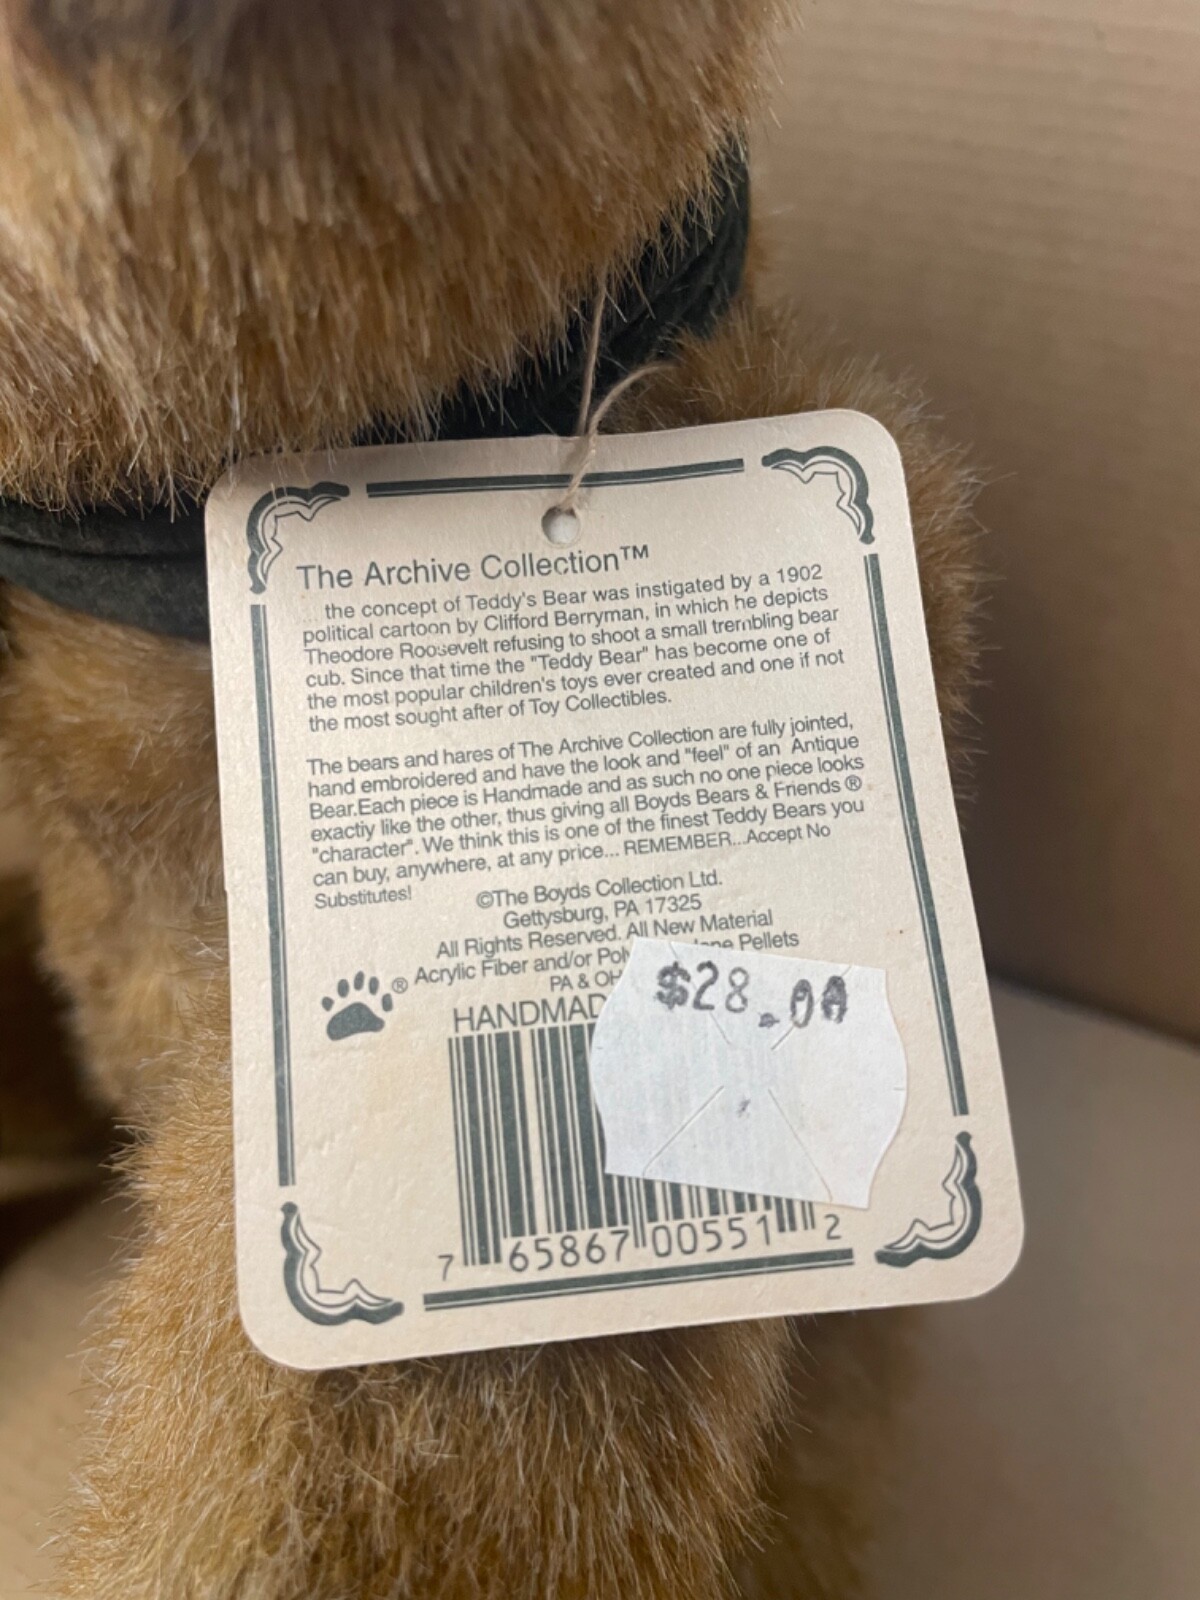 The Archive Collection™
... the concept of Teddy's Bear was instigated by a 1902
political cartoon by Clifford Berryman, in which he depicts
Theodore Roosevelt refusing to shoot a small trembling bear
cub. Since that time the "Teddy Bear" has become one of
the most popular children's toys ever created and one if not
the most sought after of Toy Collectibles.
The bears and hares of The Archive Collection are fully jointed,
hand embroidered and have the look and "feel" of an Antique
Bear.Each piece is Handmade and as such no one piece looks
exactly like the other, thus giving all Boyds Bears & Friends ®
"character". We think this is one of the finest Teddy Bears you
can buy, anywhere, at any price... REMEMBER...Accept No
Substitutes!
©The Boyds Collection Ltd.
Gettysburg, PA 17325
All Rights Reserved. All New Material
® Acrylic Fiber and/or Pellets
PA & OH
HANDMAD
$28.00
7 65867 00551 2